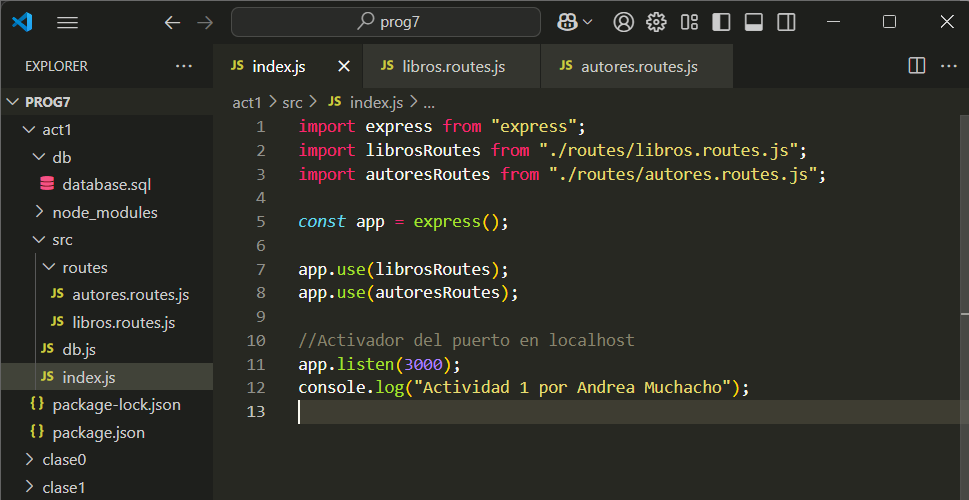 prog7
EXPLORER ...
JS index.js
JS libros.routes.js
JS autores.routes.js
...
PROG7
act1
db
database.sql
node_modules
src
routes
JS autores.routes.js
JS libros.routes.js
JS db.js
JS index.js
{} package-lock.json
{} package.json
clase0
clase1
act1 > src > JS index.js > ...
1 import express from "express";
2 import librosRoutes from "./routes/libros.routes.js";
3 import autoresRoutes from "./routes/autores.routes.js";
4
5 const app = express();
6
7 app.use(librosRoutes);
8 app.use(autoresRoutes);
9
10 //Activador del puerto en localhost
11 app.listen(3000);
12 console.log("Actividad 1 por Andrea Muchacho");
13